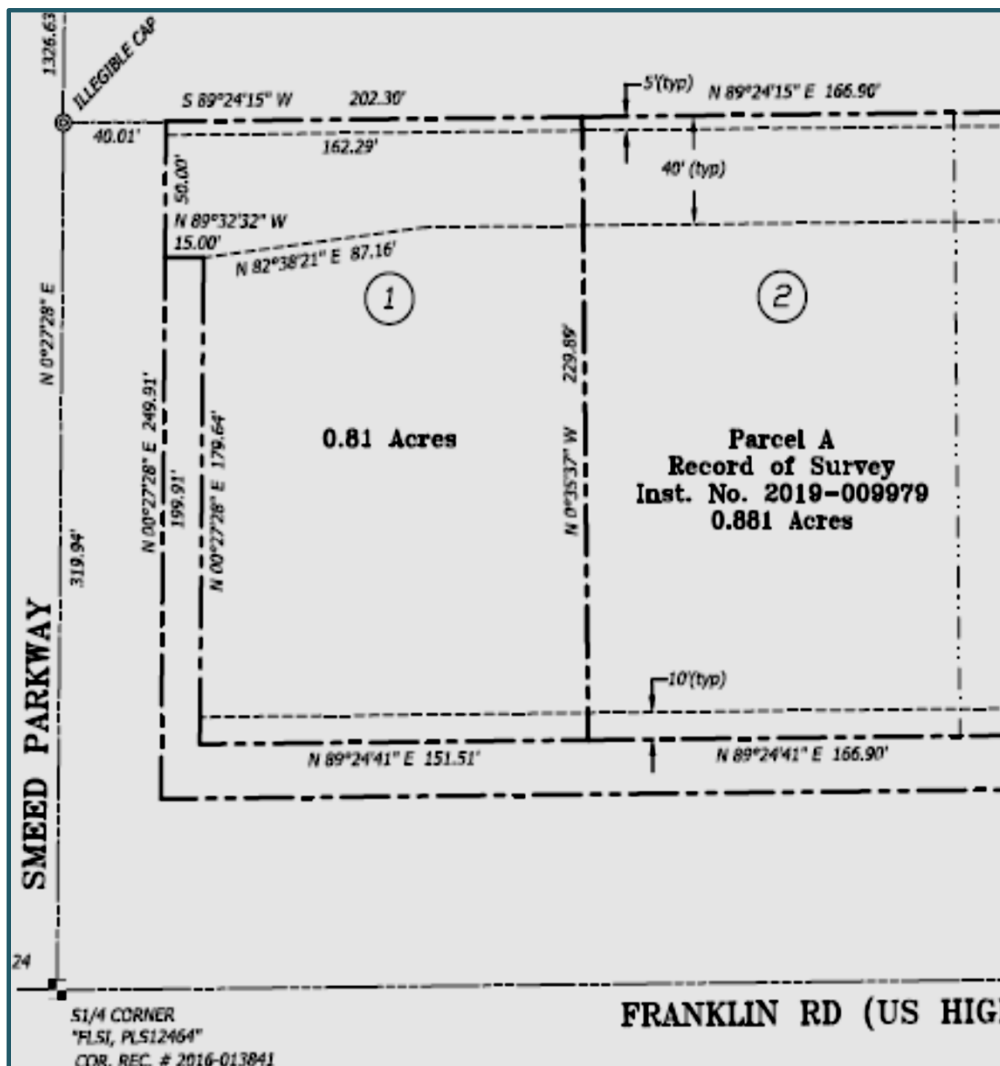 1326.63
ILLEGIBLE CAP
S 89°24'15" W 202.30'
5'(typ)
N 89°24'15" E 166.90'
40.01'
162.29'
50.00'
40' (typ)
N 89°32'32" W
15.00'
N 82°38'21" E 87.16'
1
2
N 0°27'28" E
319.94'
N 00°27'28" E 249.91'
199.91'
N 00°27'28" E 179.64'
N 0°35'37" W 229.89'
0.81 Acres
Parcel A
Record of Survey
Inst. No. 2019-009979
0.881 Acres
10'(typ)
N 89°24'41" E 151.51'
N 89°24'41" E 166.90'
SMEED PARKWAY
24
S1/4 CORNER
"FLSI, PLS12464"
COR. REC. # 2016-013841
FRANKLIN RD (US HIG